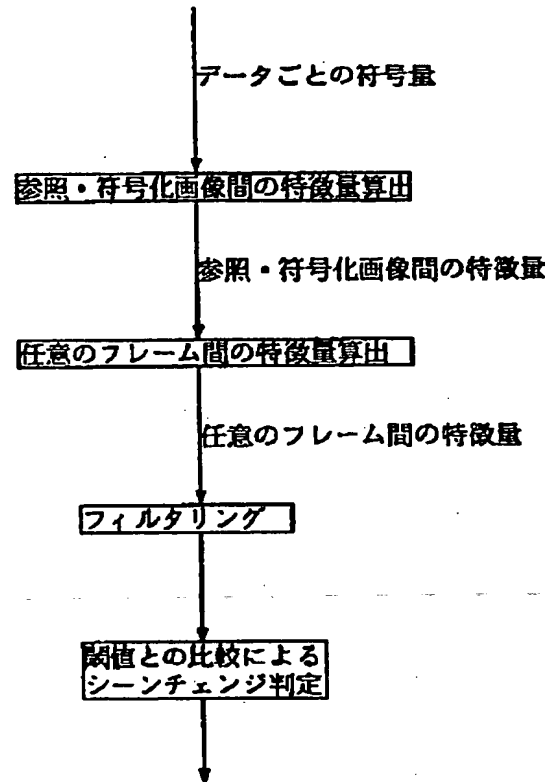 データごとの符号量
参照・符号化画像間の特徴量算出
参照・符号化画像間の特徴量
任意のフレーム間の特徴量算出
任意のフレーム間の特徴量
フィルタリング
閾値との比較による
シーンチェンジ判定